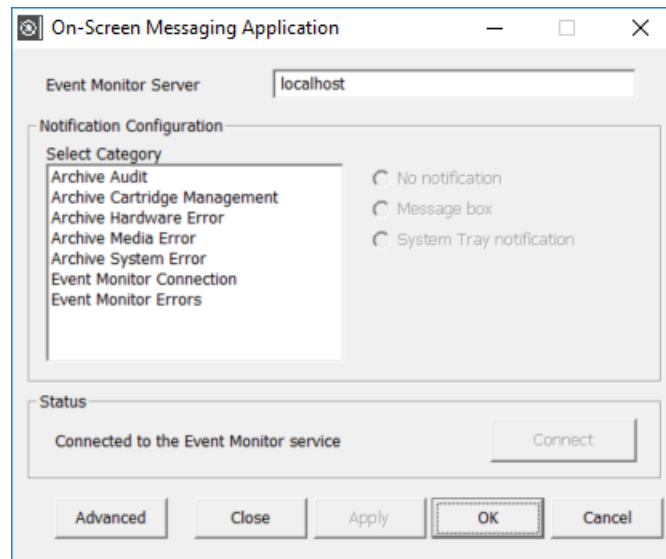 On-Screen Messaging Application
Event Monitor Server
localhost
Notification Configuration
Select Category
Archive Audit
Archive Cartridge Management
Archive Hardware Error
Archive Media Error
Archive System Error
Event Monitor Connection
Event Monitor Errors
No notification
Message box
System Tray notification
Status
Connected to the Event Monitor service
Connect
Advanced
Close
Apply
OK
Cancel